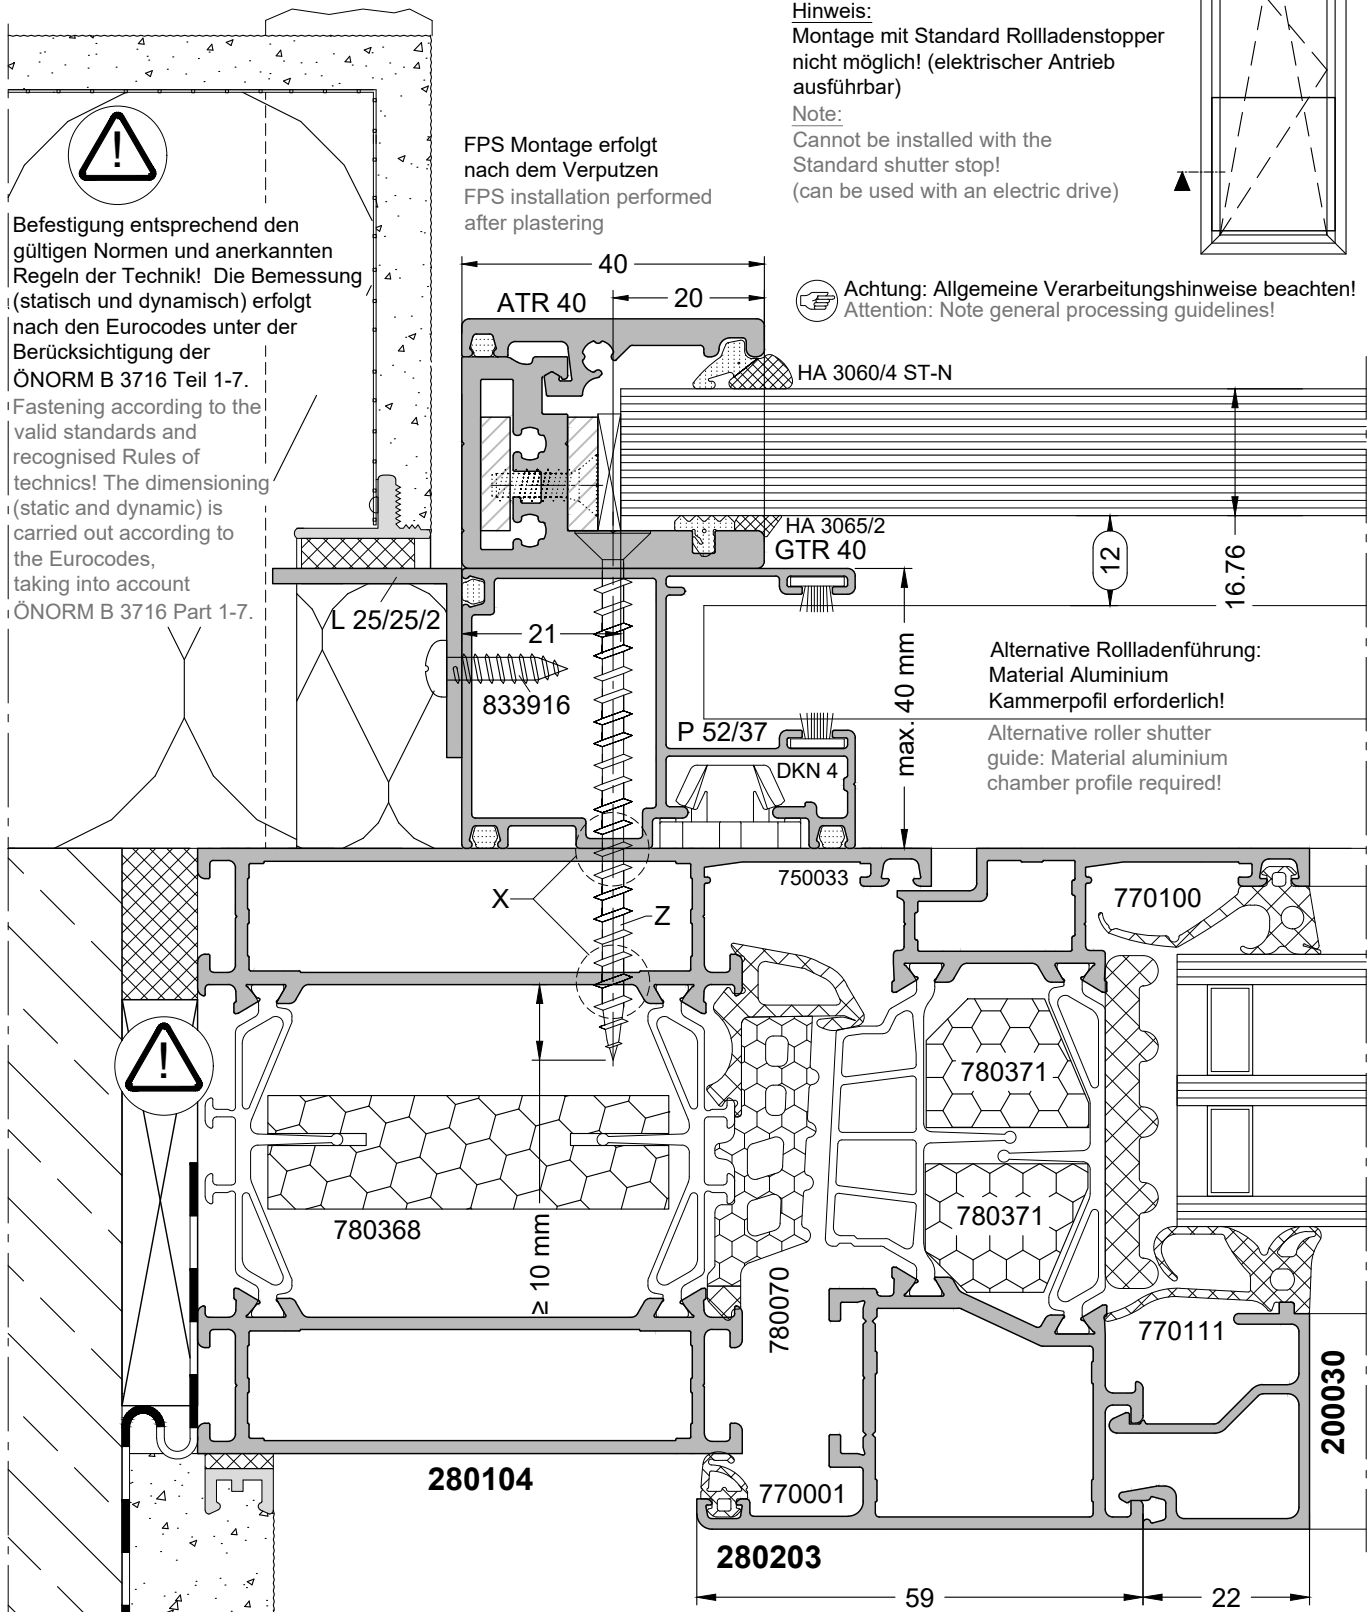 Hinweis:
Montage mit Standard Rollladenstopper
nicht möglich! (elektrischer Antrieb
ausführbar)
Note:
Cannot be installed with the
Standard shutter stop!
(can be used with an electric drive)
FPS Montage erfolgt
nach dem Verputzen
FPS installation performed
after plastering
!
Befestigung entsprechend den
gültigen Normen und anerkannten
Regeln der Technik! Die Bemessung
(statisch und dynamisch) erfolgt
nach den Eurocodes unter der
Berücksichtigung der
ÖNORM B 3716 Teil 1-7.
Fastening according to the
valid standards and
recognised Rules of
technics! The dimensioning
(static and dynamic) is
carried out according to
the Eurocodes,
taking into account
ÖNORM B 3716 Part 1-7.
40
ATR 40
20
Achtung: Allgemeine Verarbeitungshinweise beachten!
Attention: Note general processing guidelines!
HA 3060/4 ST-N
HA 3065/2
GTR 40
12
16.76
L 25/25/2
21
833916
P 52/37
DKN 4
max. 40 mm
Alternative Rollladenführung:
Material Aluminium
Kammerpofil erforderlich!
Alternative roller shutter
guide: Material aluminium
chamber profile required!
X
Z
750033
770100
!
780371
780371
780368
≥ 10 mm
780070
770111
200030
280104
770001
280203
59
22